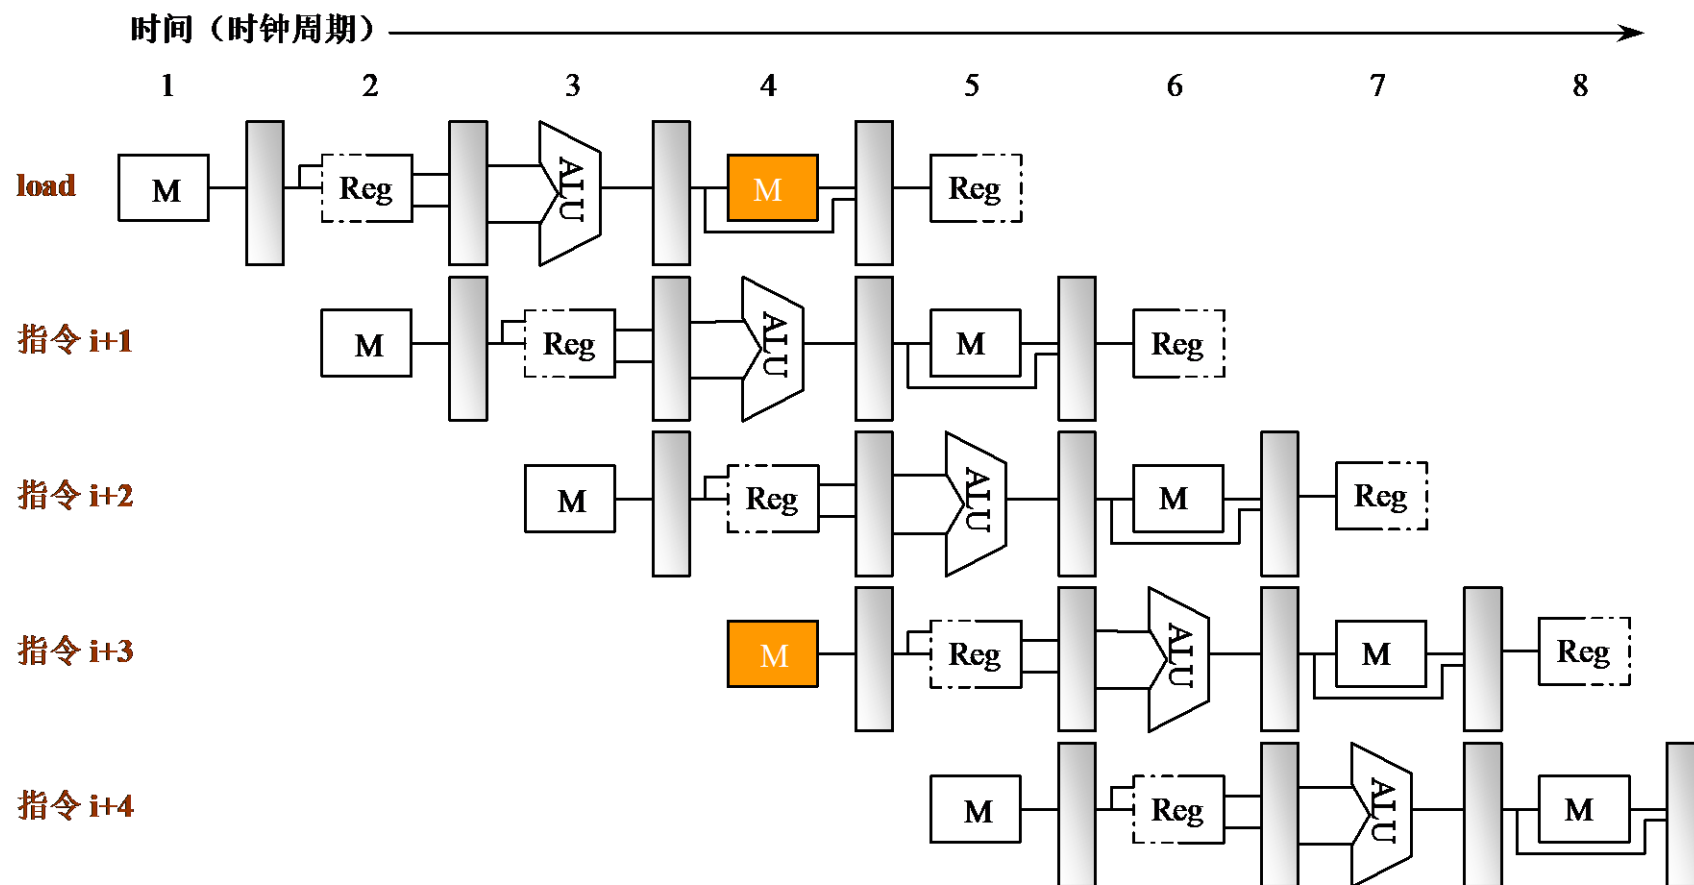 时间（时钟周期）
1 2 3 4 5 6 7 8
load M Reg ALU M Reg
指令 i+1 M Reg ALU M Reg
指令 i+2 M Reg ALU M Reg
指令 i+3 M Reg ALU M Reg
指令 i+4 M Reg ALU M